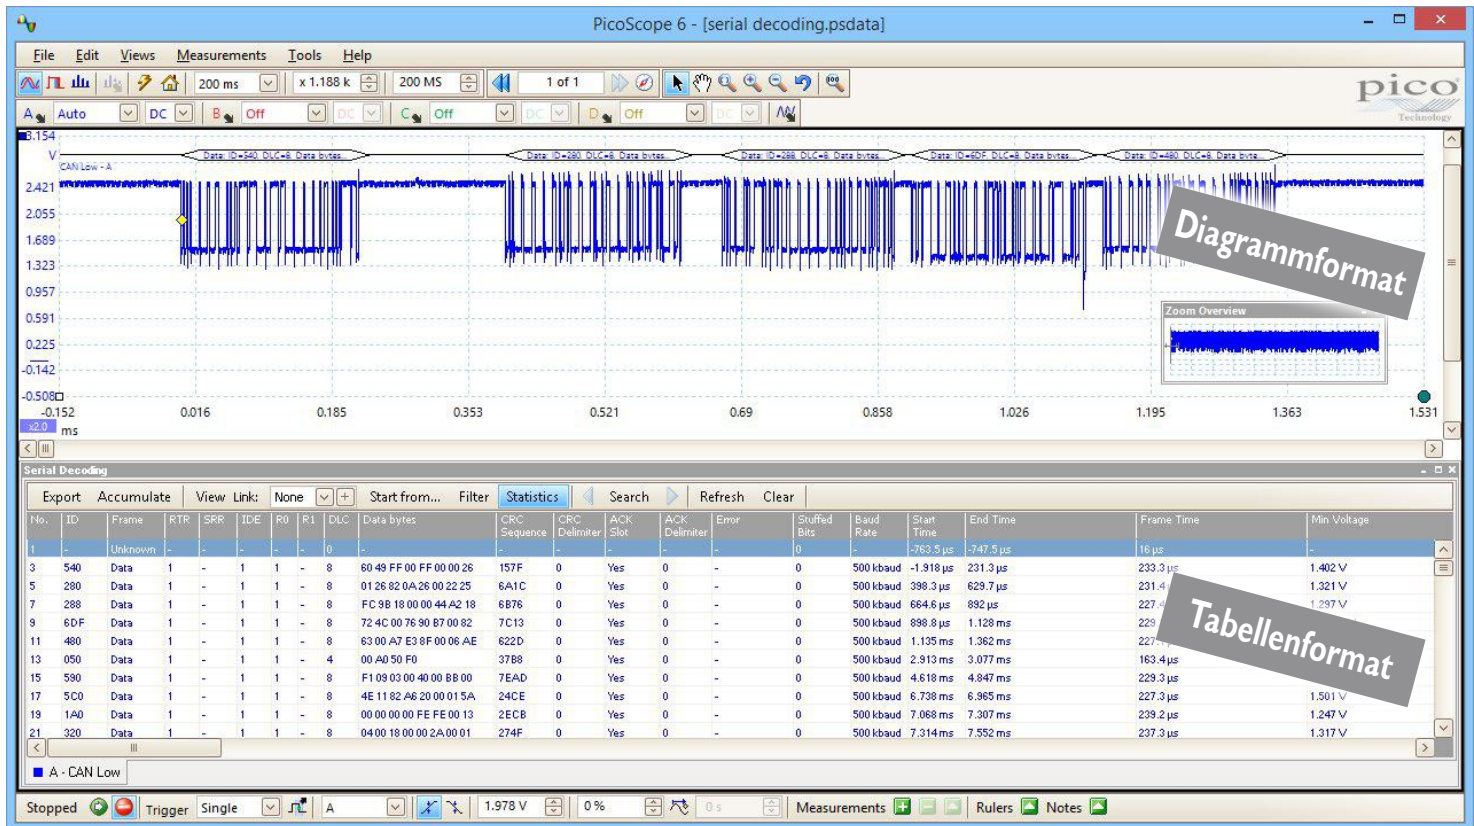 PicoScope 6 - [serial decoding.psdata]
File Edit Views Measurements Tools Help
200 ms x 1.188 k 200 MS 1 of 1
pico
Technology
A Auto DC B Off DC C Off DC D Off DC
3.154
V
Data: ID=540. DLC=8. Data bytes... Data: ID=280. DLC=8. Data bytes... Data: ID=288. DLC=8. Data bytes... Data: ID=6DF. DLC=8. Data bytes... Data: ID=480. DLC=8. Data byte...
CAN Low - A
2.421
2.055
1.689
1.323
0.957
0.591
0.225
-0.142
-0.508
Diagrammformat
Zoom Overview
-0.152 0.016 0.185 0.353 0.521 0.69 0.858 1.026 1.195 1.363 1.531
x2.0 ms
Serial Decoding
Export Accumulate View Link: None Start from... Filter Statistics Search Refresh Clear
No. ID Frame RTR SRR IDE R0 R1 DLC Data bytes CRC Sequence CRC Delimiter ACK Slot ACK Delimiter Error Stuffed Bits Baud Rate Start Time End Time Frame Time Min Voltage
1 - Unknown - - - - - 0 - - - - - - 0 - -763.5 µs -747.5 µs 16 µs -
3 540 Data 1 - 1 1 - 8 60 49 FF 00 FF 00 00 26 157F 0 Yes 0 - 0 500 kbaud -1.918 µs 231.3 µs 233.3 µs 1.402 V
5 280 Data 1 - 1 1 - 8 01 26 82 0A 26 00 22 25 6A1C 0 Yes 0 - 0 500 kbaud 398.3 µs 629.7 µs 231.4 µs 1.321 V
7 288 Data 1 - 1 1 - 8 FC 9B 18 00 00 44 A2 18 6B76 0 Yes 0 - 0 500 kbaud 664.6 µs 892 µs 227.4 1.297 V
9 6DF Data 1 - 1 1 - 8 72 4C 00 76 90 B7 00 82 7C13 0 Yes 0 - 0 500 kbaud 898.8 µs 1.128 ms 229
11 480 Data 1 - 1 1 - 8 63 00 A7 E3 8F 00 06 AE 622D 0 Yes 0 - 0 500 kbaud 1.135 ms 1.362 ms 227
13 050 Data 1 - 1 1 - 4 00 A0 50 F0 37B8 0 Yes 0 - 0 500 kbaud 2.913 ms 3.077 ms 163.4 µs
15 590 Data 1 - 1 1 - 8 F1 09 03 00 40 00 BB 00 7EAD 0 Yes 0 - 0 500 kbaud 4.618 ms 4.847 ms 229.3 µs
17 5C0 Data 1 - 1 1 - 8 4E 11 82 A6 20 00 01 5A 24CE 0 Yes 0 - 0 500 kbaud 6.738 ms 6.965 ms 227.3 µs 1.501 V
19 1A0 Data 1 - 1 1 - 8 00 00 00 00 FE FE 00 13 2ECB 0 Yes 0 - 0 500 kbaud 7.068 ms 7.307 ms 239.2 µs 1.247 V
21 320 Data 1 - 1 1 - 8 04 00 18 00 00 2A 00 01 274F 0 Yes 0 - 0 500 kbaud 7.314 ms 7.552 ms 237.3 µs 1.317 V
Tabellenformat
A - CAN Low
Stopped Trigger Single A 1.978 V 0 % 0 s Measurements Rulers Notes